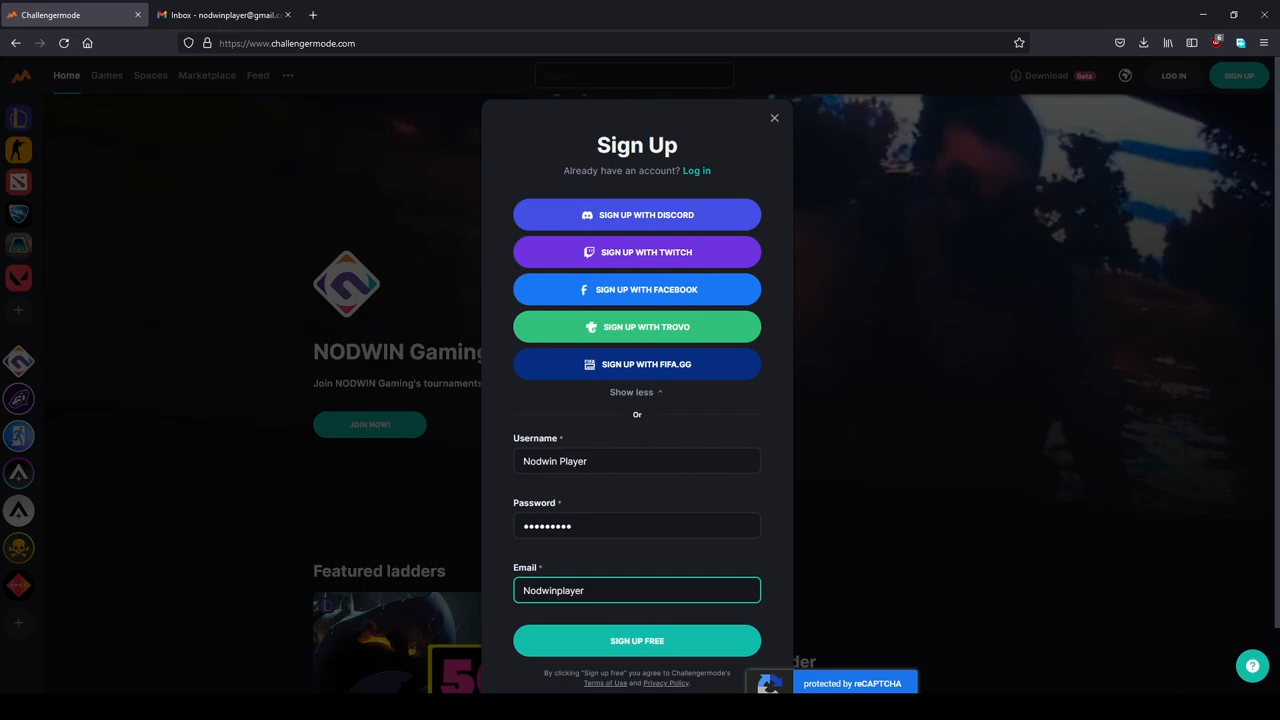 Challengermode
Inbox - nodwinplayer@gmail.c
https://www.challengermode.com
6
Home
Games
Spaces
Marketplace
Feed
Download
Beta
LOG IN
SIGN UP
Sign Up
Already have an account? Log in
SIGN UP WITH DISCORD
SIGN UP WITH TWITCH
SIGN UP WITH FACEBOOK
SIGN UP WITH TROVO
SIGN UP WITH FIFA.GG
Show less
Or
NODWIN Gaming
Join NODWIN Gaming's tournaments
JOIN NOW!
Username *
Nodwin Player
Password *
•••••••••
Email *
Nodwinplayer
SIGN UP FREE
By clicking "Sign up free" you agree to Challengermode's
Terms of Use and Privacy Policy.
Featured ladders
protected by reCAPTCHA